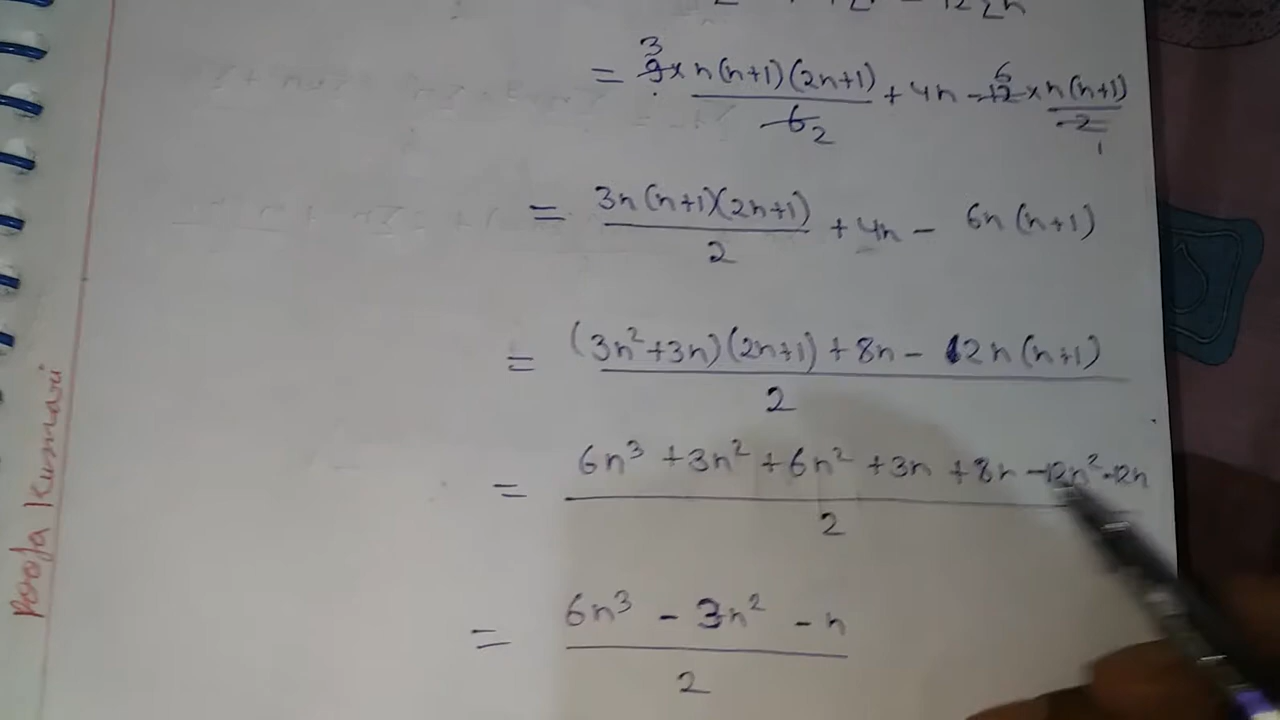 = 3 9× n(n+1)(2n+1)/6 2 + 4n - 6 12 × n(n+1)/2 1
= 3n(n+1)(2n+1)/2 + 4n - 6n(n+1)
= (3n²+3n)(2n+1) + 8n - 12n(n+1)/2
= 6n³ + 3n² + 6n² + 3n + 8n - 12n² - 12n/2
= 6n³ - 3n² - n/2
Pooja Kumari